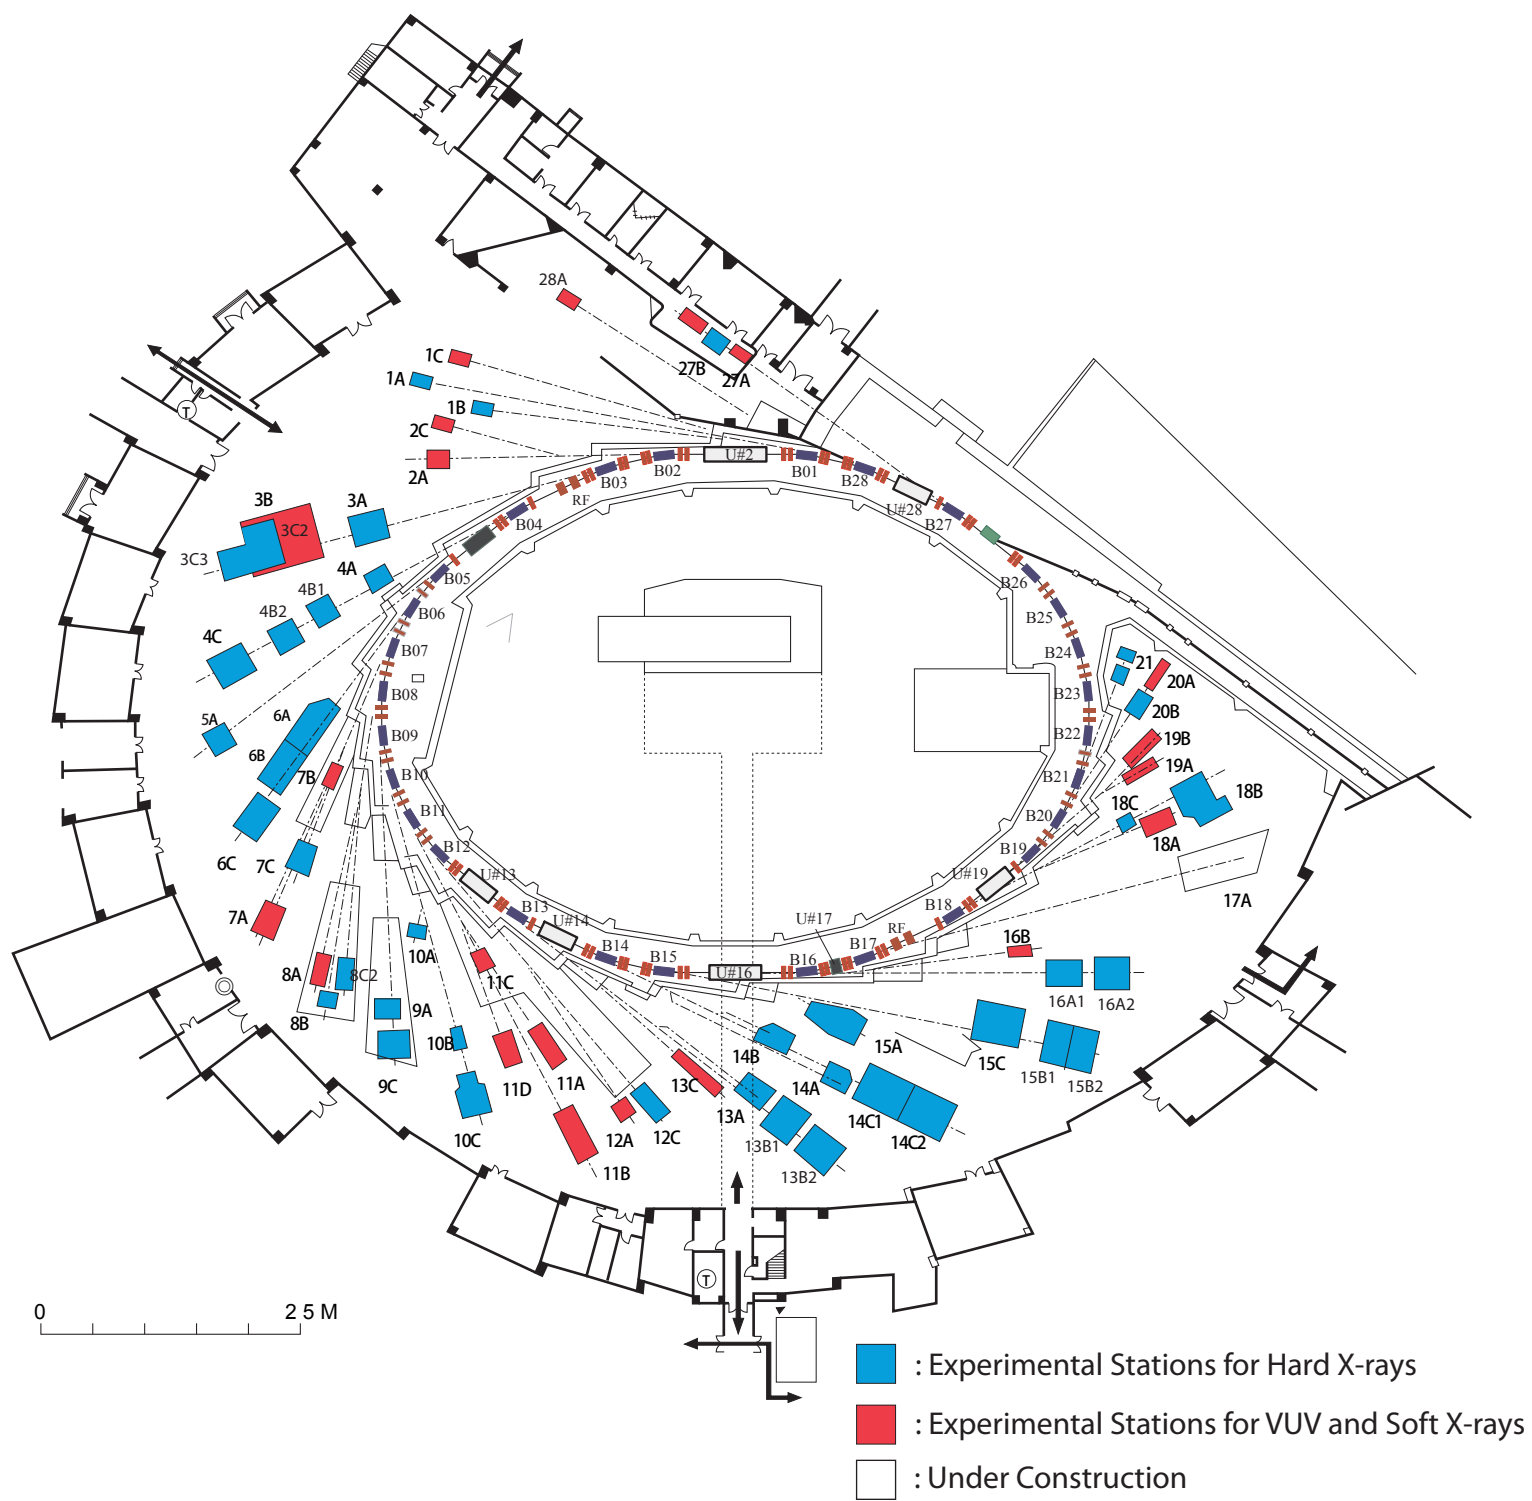 28A
27B
27A
1C
1A
1B
2C
2A
U#2
B02
B01
B03
B28
RF
U#28
B04
B27
3B
3A
3C2
3C3
4A
B05
B26
4B1
4B2
B06
B25
4C
B07
B24
21
20A
B08
B23
20B
5A
6A
B09
B22
19B
6B
7B
B10
B21
19A
18B
18C
B11
B20
18A
6C
7C
B12
B19
U#13
U#19
17A
7A
B13
U#14
B18
U#17
RF
16B
B14
B15
B16
B17
U#16
10A
11C
8A
8C2
8B
9A
16A1
16A2
10B
9C
14B
15A
15C
15B1
15B2
11D
11A
13C
14A
13A
14C1
14C2
10C
12A
12C
13B1
13B2
11B
T
T
0
25M
: Experimental Stations for Hard X-rays
: Experimental Stations for VUV and Soft X-rays
: Under Construction